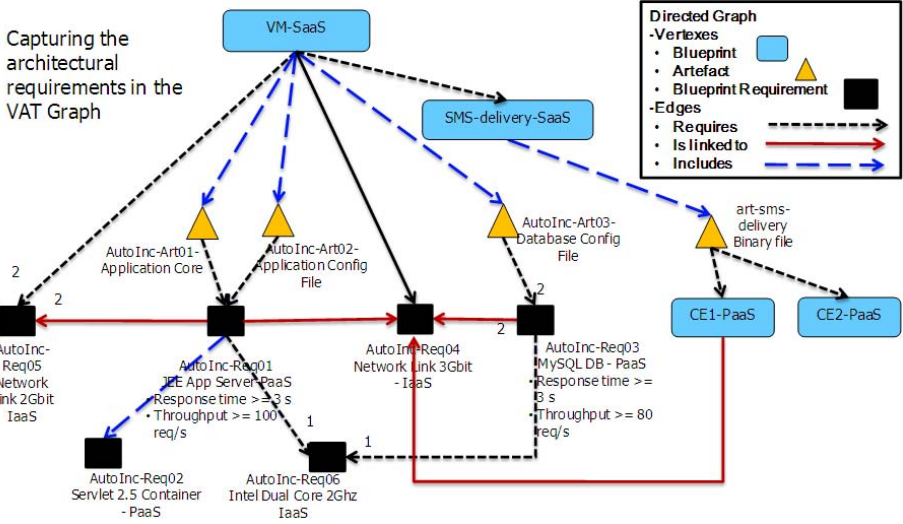 Capturing the
architectural
requirements in the
VAT Graph
VM-SaaS
SMS-delivery-SaaS
Directed Graph
-Vertexes
• Blueprint
• Artefact
• Blueprint Requirement
-Edges
• Requires
• Is linked to
• Includes
AutoInc-Art01-
Application Core
AutoInc-Art02-
Application Config
File
AutoInc-Art03-
Database Config
File
art-sms-
delivery
Binary file
2
2
2
2
CE1-PaaS
CE2-PaaS
AutoInc-
Req05
Network
Link 2Gbit
IaaS
AutoInc-Req01
JEE App Server-PaaS
• Response time >= 3 s
• Throughput >= 100
req/s
AutoInc-Req04
Network Link 3Gbit
- IaaS
AutoInc-Req03
MySQL DB - PaaS
• Response time >=
3 s
• Throughput >= 80
req/s
1
1
AutoInc-Req02
Servlet 2.5 Container
- PaaS
AutoInc-Req06
Intel Dual Core 2Ghz
IaaS